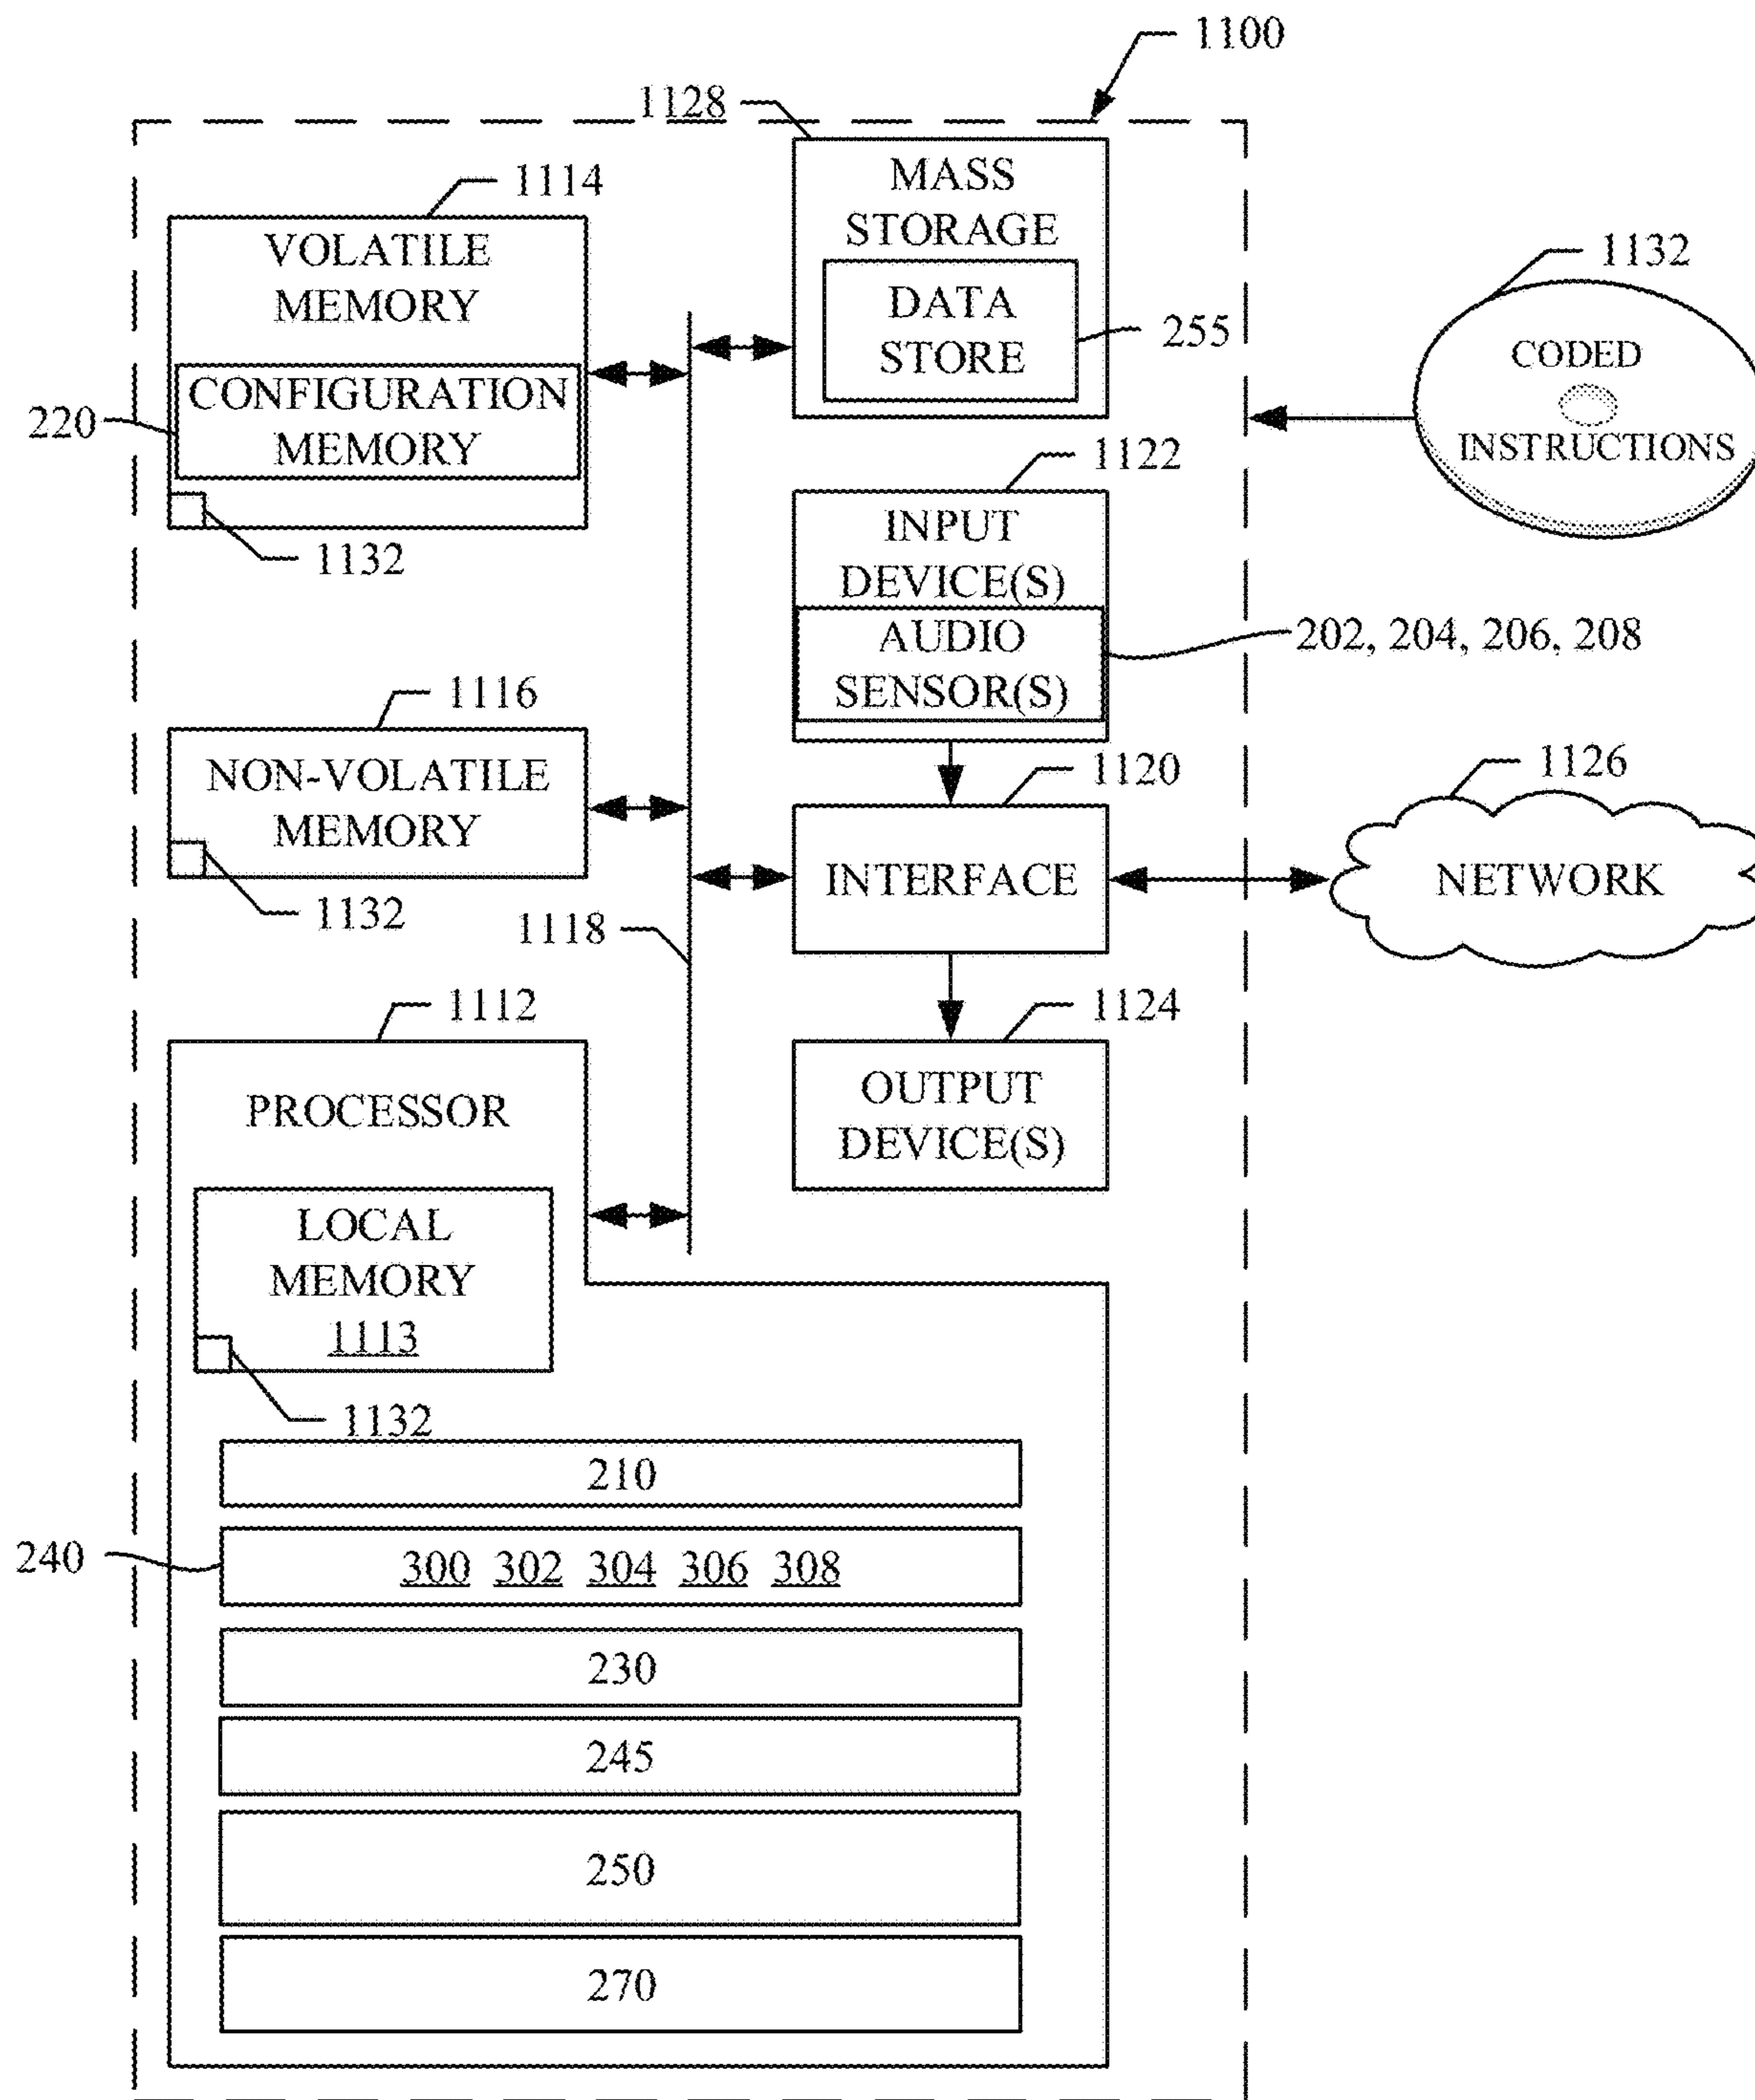 1100
1128
MASS
STORAGE
DATA
STORE
255
1114
VOLATILE
MEMORY
CONFIGURATION
MEMORY
220
1132
1132
CODED
INSTRUCTIONS
1122
INPUT
DEVICE(S)
AUDIO
SENSOR(S)
202, 204, 206, 208
1116
NON-VOLATILE
MEMORY
1132
1118
1120
INTERFACE
1126
NETWORK
1124
OUTPUT
DEVICE(S)
1112
PROCESSOR
LOCAL
MEMORY
1113
1132
210
240
300 302 304 306 308
230
245
250
270